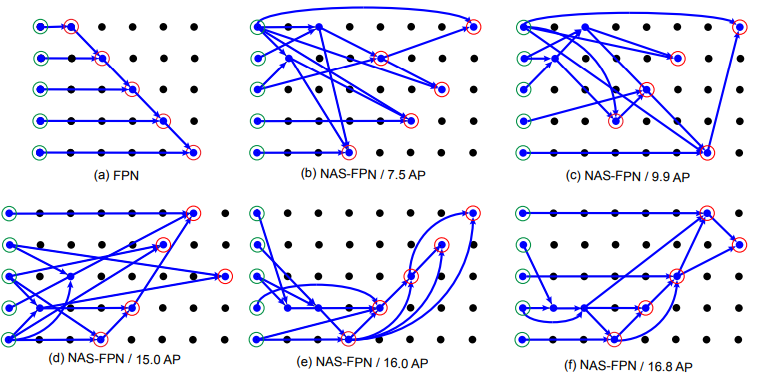 (a) FPN
(b) NAS-FPN / 7.5 AP
(c) NAS-FPN / 9.9 AP
(d) NAS-FPN / 15.0 AP
(e) NAS-FPN / 16.0 AP
(f) NAS-FPN / 16.8 AP